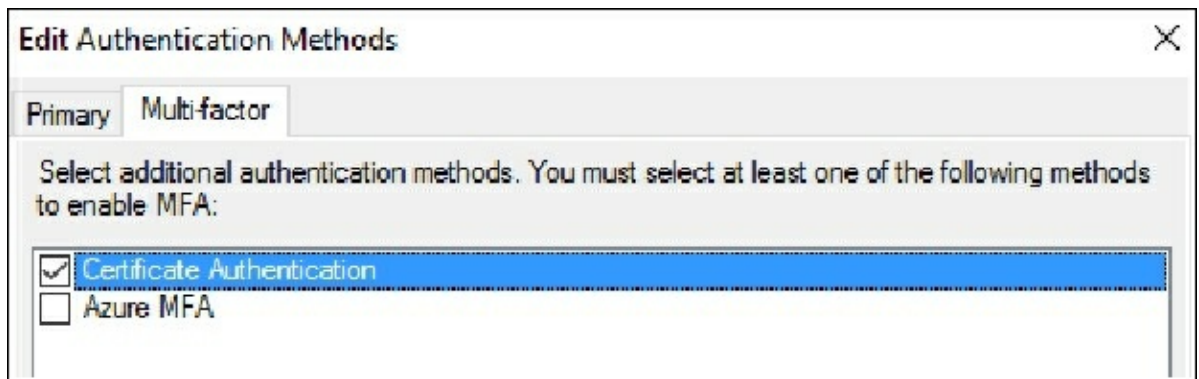 Edit Authentication Methods
Primary Multi-factor
Select additional authentication methods. You must select at least one of the following methods
to enable MFA:
Certificate Authentication
Azure MFA